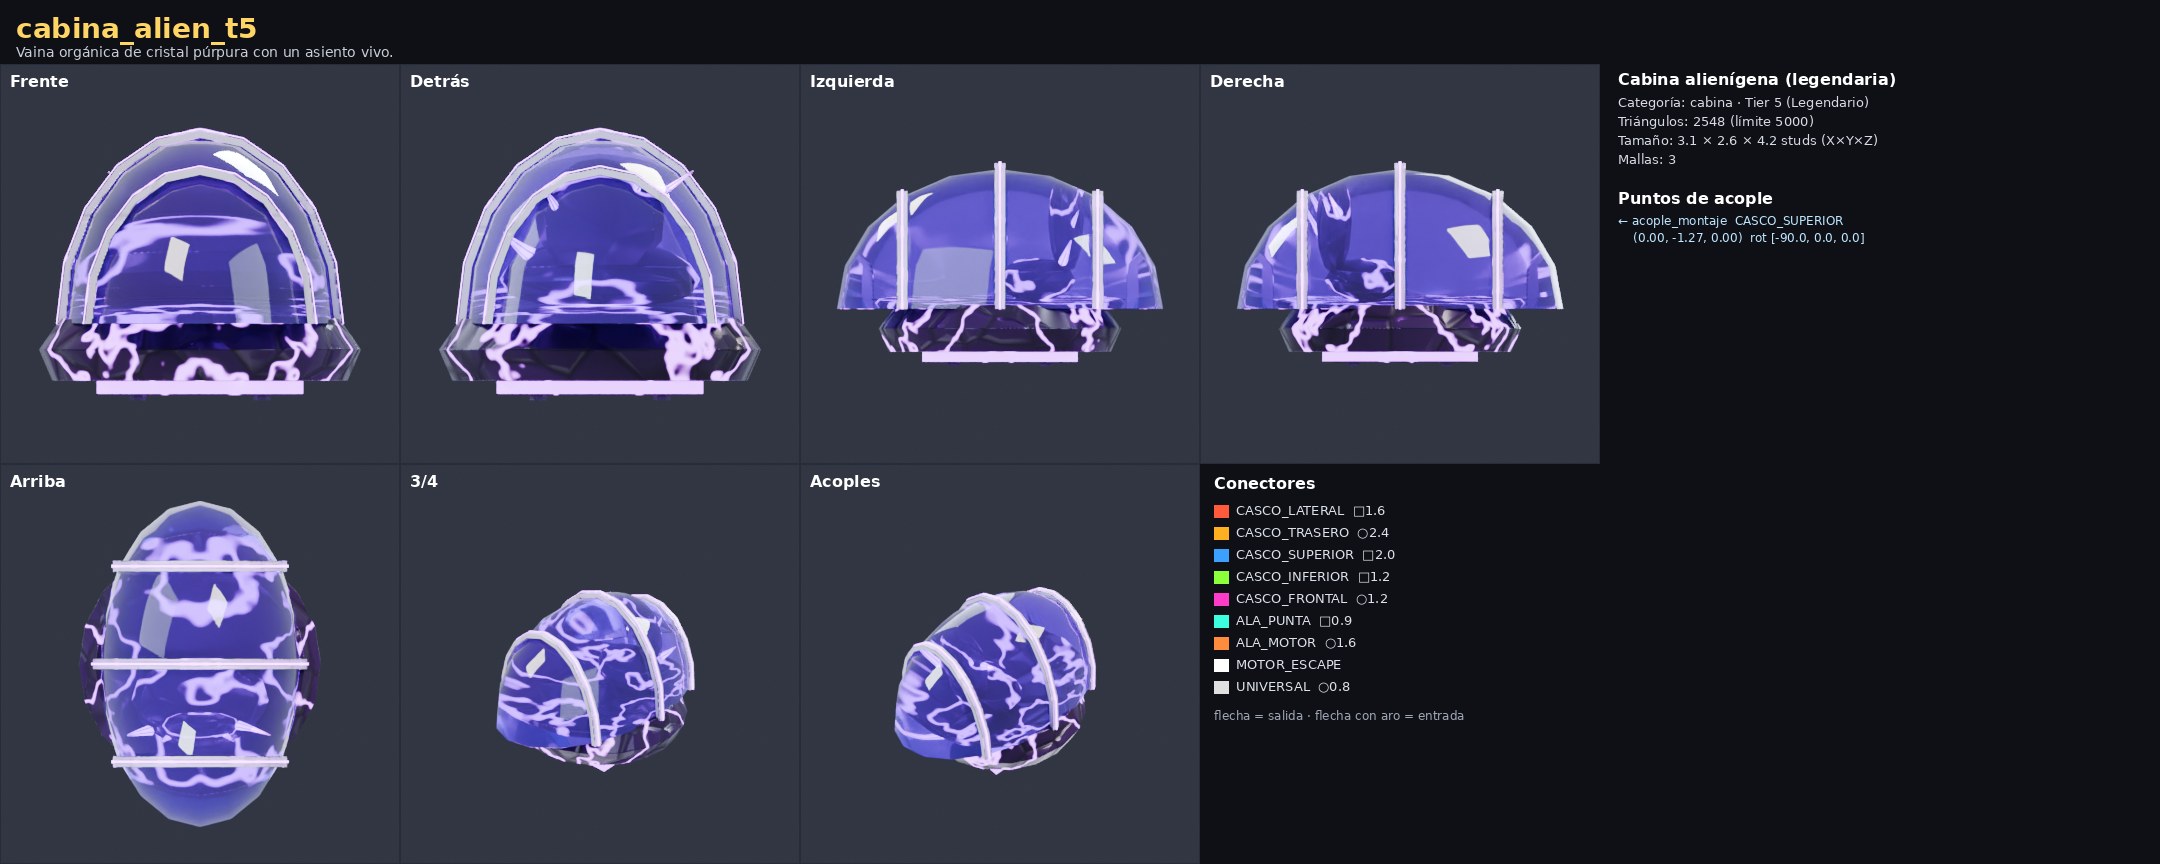 cabina_alien_t5
Vaina orgánica de cristal púrpura con un asiento vivo.
Frente
Detrás
Izquierda
Derecha
Cabina alienígena (legendaria)
Categoría: cabina · Tier 5 (Legendario)
Triángulos: 2548 (límite 5000)
Tamaño: 3.1 × 2.6 × 4.2 studs (X×Y×Z)
Mallas: 3
Puntos de acople
← acople_montaje CASCO_SUPERIOR
(0.00, -1.27, 0.00) rot [-90.0, 0.0, 0.0]
Arriba
3/4
Acoples
Conectores
CASCO_LATERAL □1.6
CASCO_TRASERO ○2.4
CASCO_SUPERIOR □2.0
CASCO_INFERIOR □1.2
CASCO_FRONTAL ○1.2
ALA_PUNTA □0.9
ALA_MOTOR ○1.6
MOTOR_ESCAPE
UNIVERSAL ○0.8
flecha = salida · flecha con aro = entrada